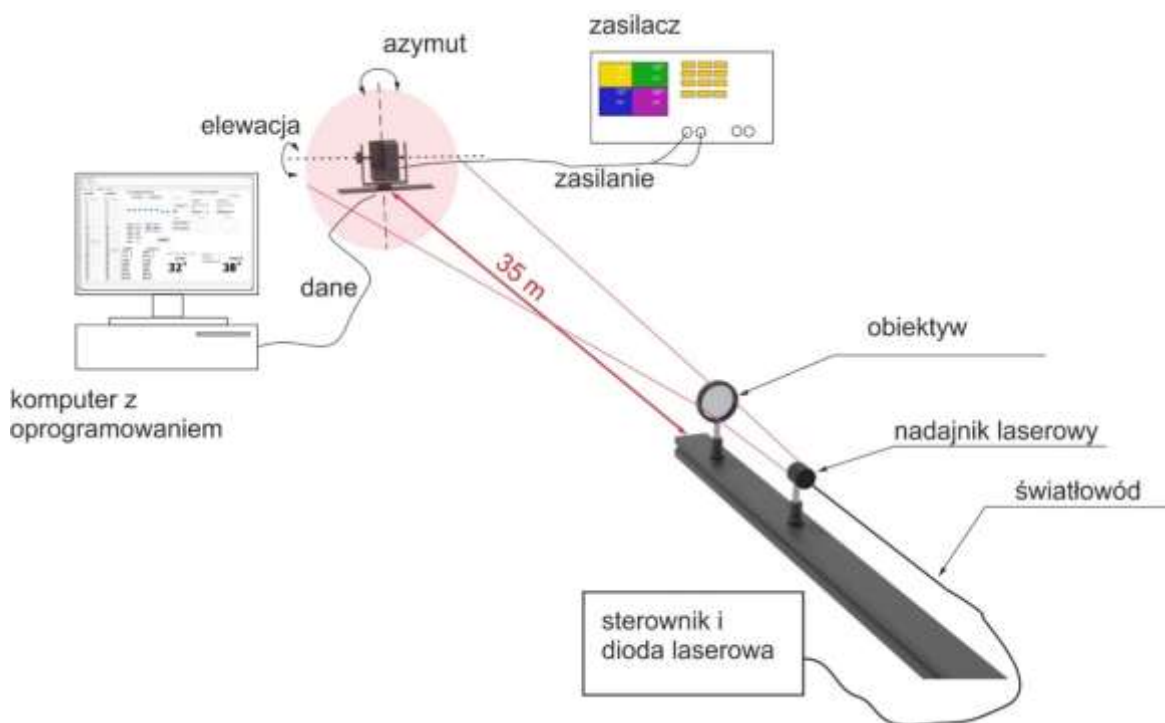 zasilacz
azymut
elewacja
zasilanie
32°
38°
dane
35 m
obiektyw
komputer z
oprogramowaniem
nadajnik laserowy
światłowód
sterownik i
dioda laserowa